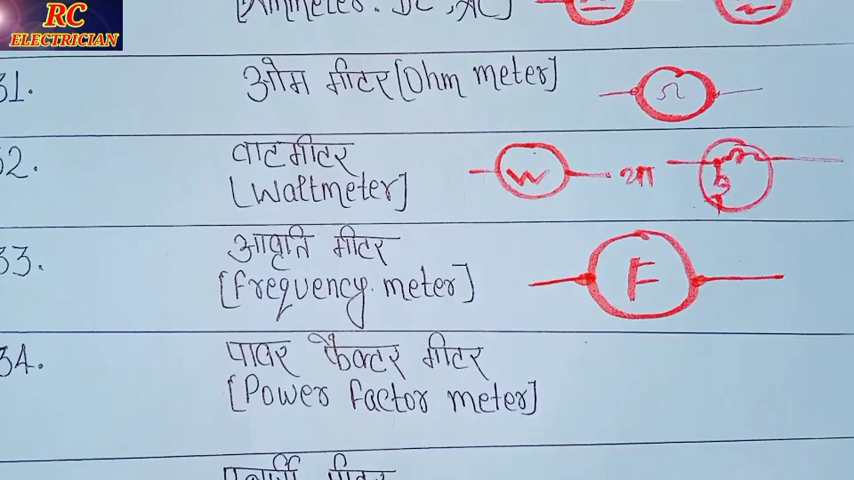 RC
ELECTRICIAN
31.
ओम मीटर [Ohm meter]
Ω
32.
वाटमीटर
[Wattmeter]
W या
33.
आवृति मीटर
[Frequency meter]
F
34.
पावर फैक्टर मीटर
[Power factor meter]